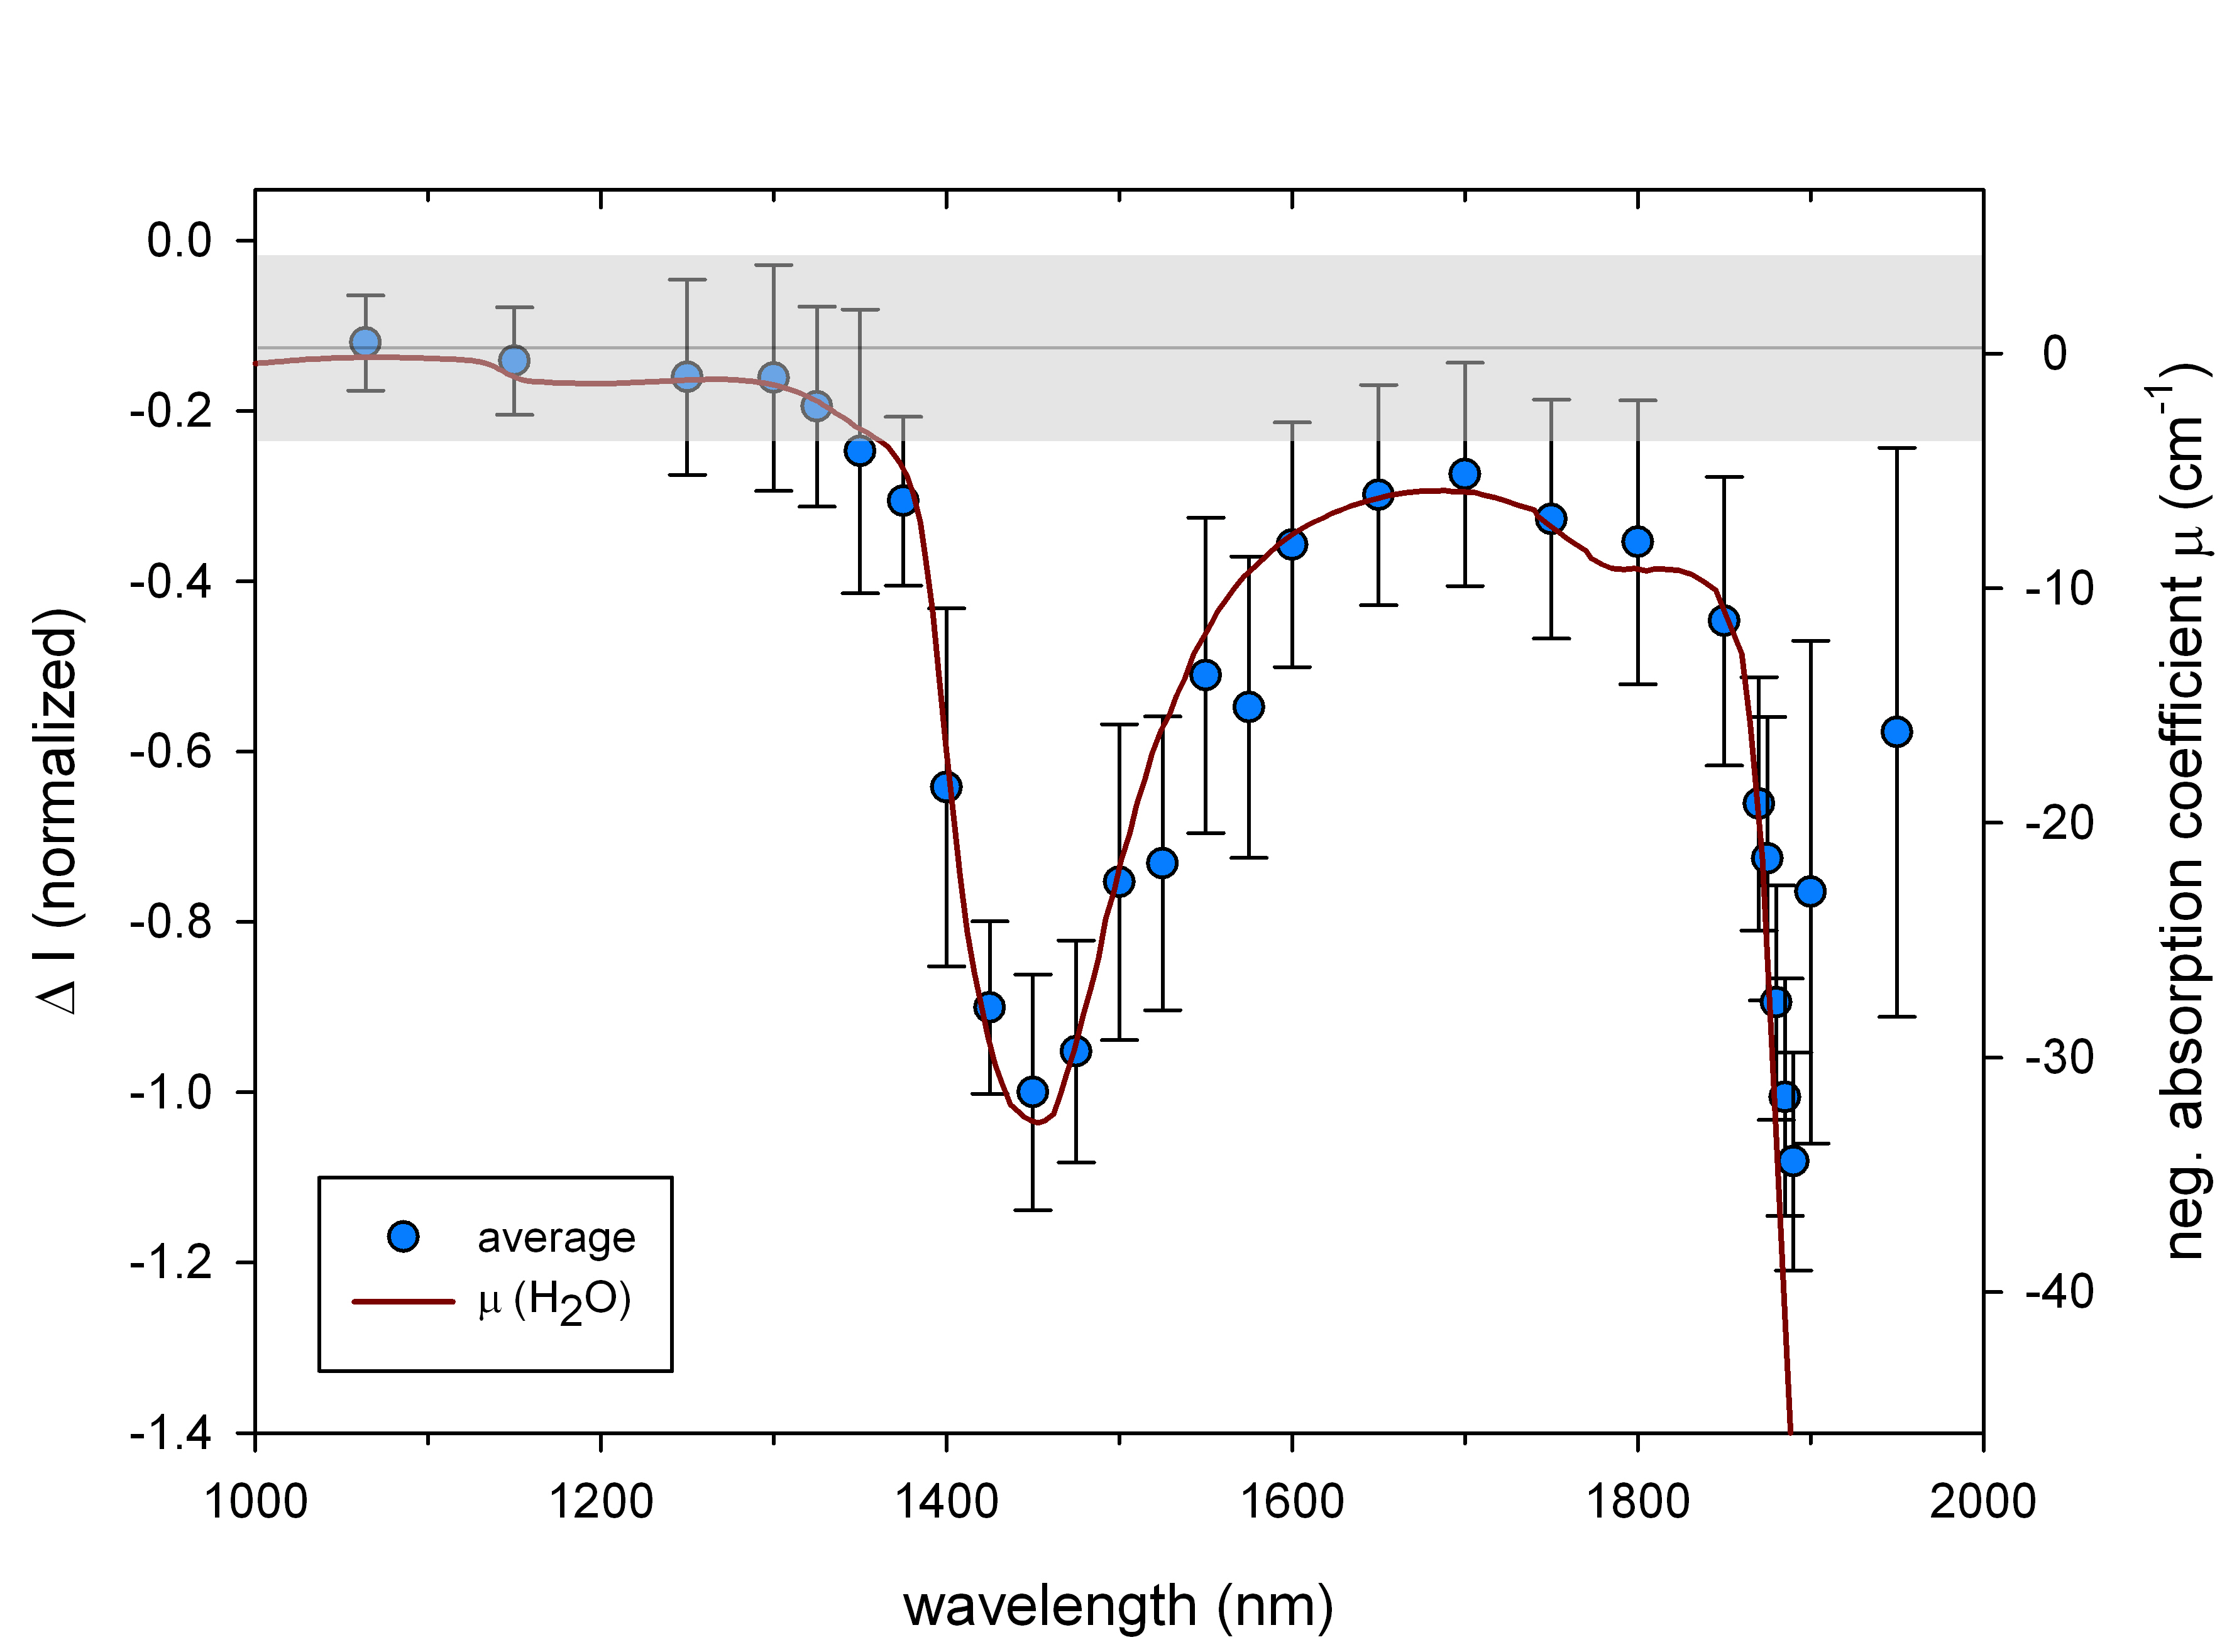 0.0
-0.2
-0.4
-0.6
-0.8
-1.0
-1.2
-1.4
Δ I (normalized)
0
-10
-20
-30
-40
neg. absorption coefficient μ (cm⁻¹)
average
μ (H₂O)
1000 1200 1400 1600 1800 2000
wavelength (nm)